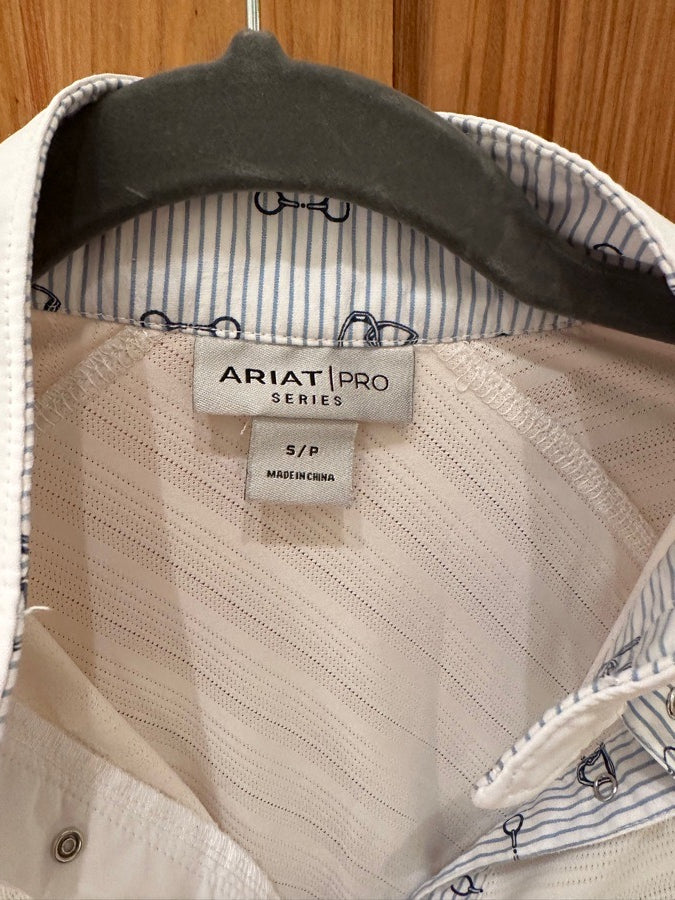 ARIAT | PRO
SERIES
S/P
MADE IN CHINA